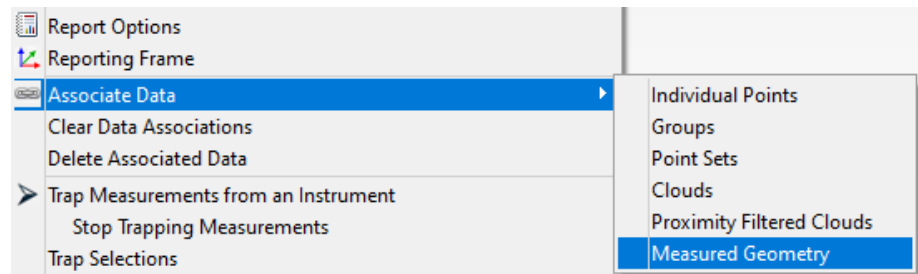 Report Options
Reporting Frame
Associate Data
Clear Data Associations
Delete Associated Data
Trap Measurements from an Instrument
Stop Trapping Measurements
Trap Selections
Individual Points
Groups
Point Sets
Clouds
Proximity Filtered Clouds
Measured Geometry